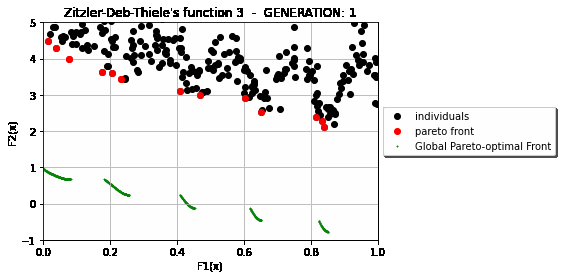 Zitzler-Deb-Thiele's function 3 - GENERATION: 1
5
4
3
2
1
0
-1
F2(x)
0.0 0.2 0.4 0.6 0.8 1.0
F1(x)
individuals
pareto front
Global Pareto-optimal Front